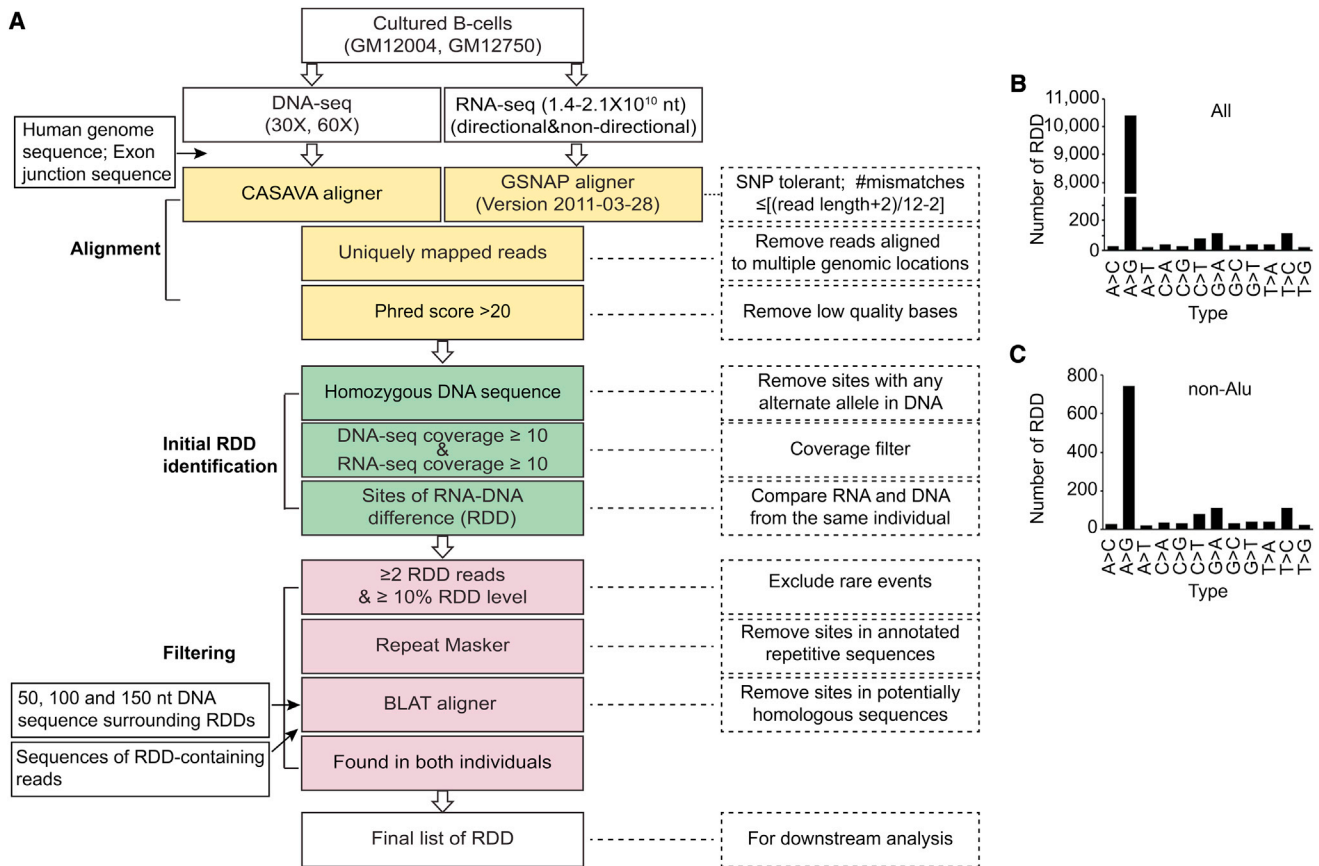 A
Cultured B-cells
(GM12004, GM12750)
DNA-seq
(30X, 60X)
RNA-seq (1.4-2.1X10¹⁰ nt)
(directional&non-directional)
Human genome
sequence; Exon
junction sequence
CASAVA aligner
GSNAP aligner
(Version 2011-03-28)
SNP tolerant; #mismatches
≤[(read length+2)/12-2]
Alignment
Uniquely mapped reads
Remove reads aligned
to multiple genomic locations
Phred score >20
Remove low quality bases
Homozygous DNA sequence
Remove sites with any
alternate allele in DNA
Initial RDD
identification
DNA-seq coverage ≥ 10
&
RNA-seq coverage ≥ 10
Coverage filter
Sites of RNA-DNA
difference (RDD)
Compare RNA and DNA
from the same individual
≥2 RDD reads
& ≥ 10% RDD level
Exclude rare events
Filtering
Repeat Masker
Remove sites in annotated
repetitive sequences
50, 100 and 150 nt DNA
sequence surrounding RDDs
BLAT aligner
Remove sites in potentially
homologous sequences
Sequences of RDD-containing
reads
Found in both individuals
Final list of RDD
For downstream analysis
B
All
Number of RDD
11,000
10,000
9,000
8,000
200
0
A>C
A>G
A>T
C>A
C>G
C>T
G>A
G>C
G>T
T>A
T>C
T>G
Type
C
non-Alu
Number of RDD
800
600
400
200
0
A>C
A>G
A>T
C>A
C>G
C>T
G>A
G>C
G>T
T>A
T>C
T>G
Type